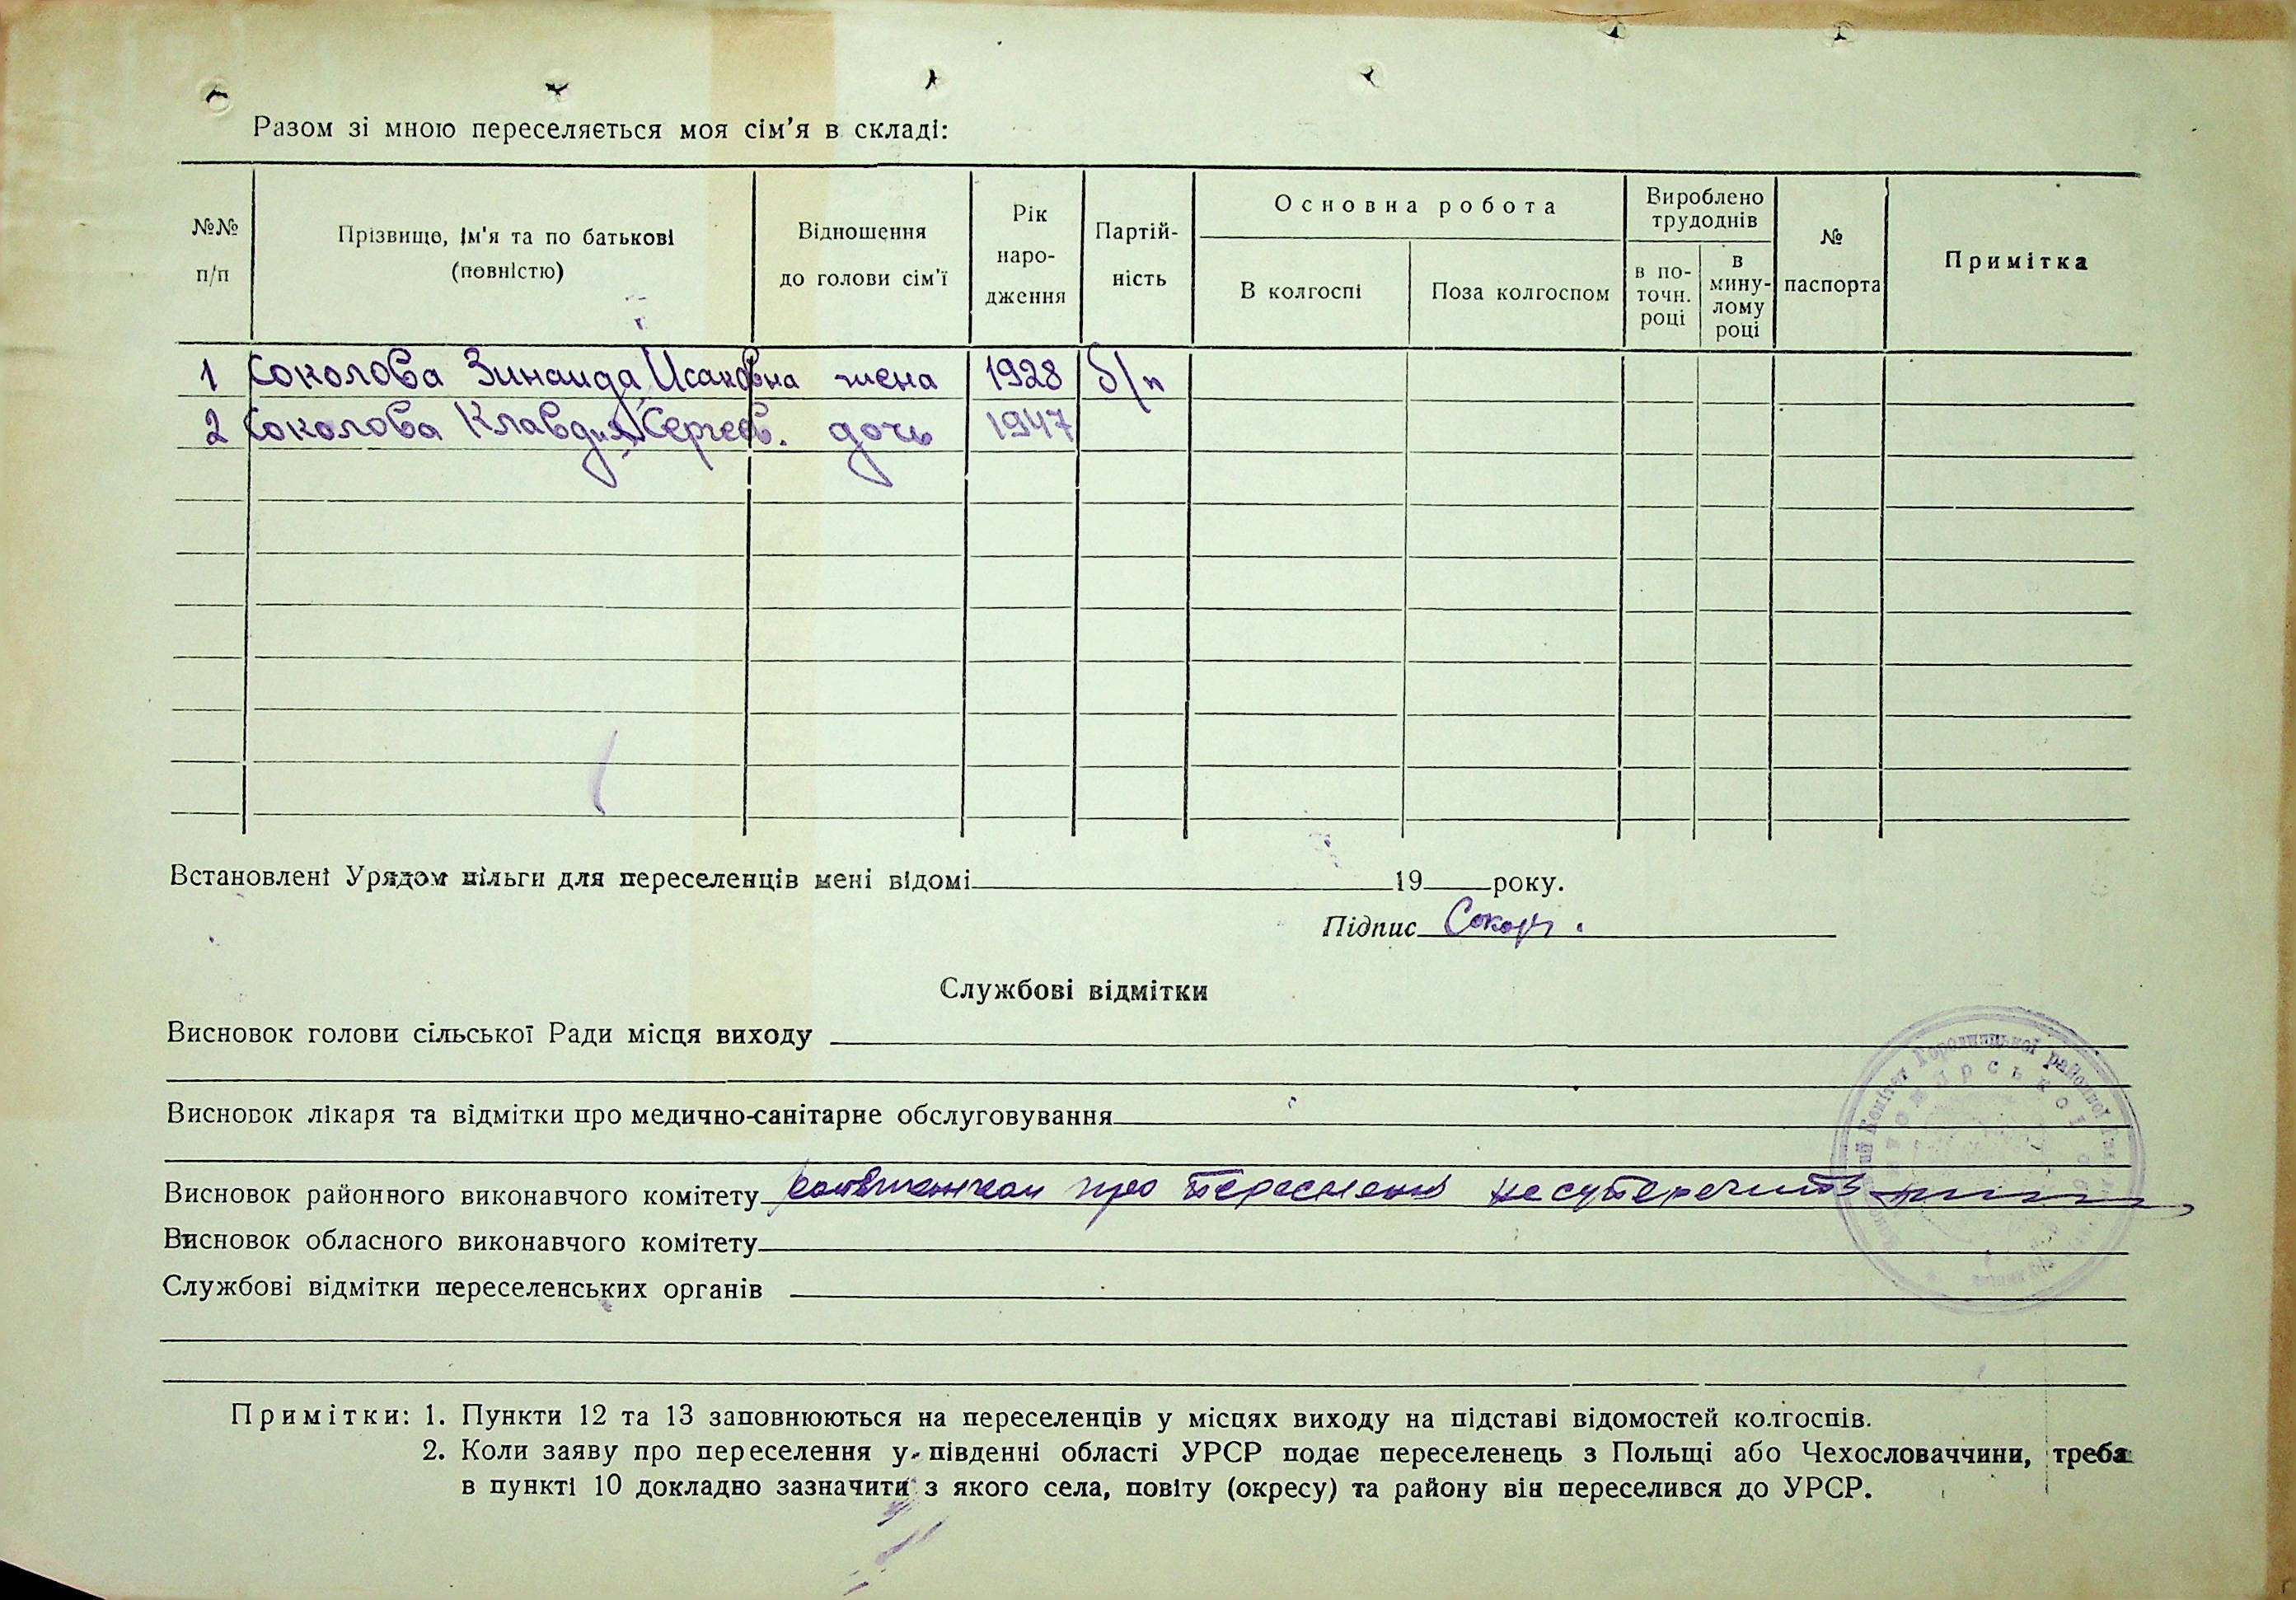 Разом зі мною переселяється моя сім'я в складі:
№№ п/п
Прізвище, ім'я та по батькові (повністю)
Відношення до голови сім'ї
Рік народження
Партійність
Основна робота
В колгоспі
Поза колгоспом
Вироблено трудоднів
в поточн. році
в минулому році
№ паспорта
Примітка
1 Соколова Зинаида Исаковна жена 1928 б/п
2 Соколова Клавдия Сергеев. дочь 1947
Встановлені Урядом пільги для переселенців мені відомі 19 року.
Підпис
Службові відмітки
Висновок голови сільської Ради місця виходу
Висновок лікаря та відмітки про медично-санітарне обслуговування
Висновок районного виконавчого комітету про
Висновок обласного виконавчого комітету
Службові відмітки переселенських органів
Примітки: 1. Пункти 12 та 13 заповнюються на переселенців у місцях виходу на підставі відомостей колгоспів.
2. Коли заяву про переселення у південні області УРСР подає переселенець з Польщі або Чехословаччини, треба
в пункті 10 докладно зазначити з якого села, повіту (окресу) та району він переселився до УРСР.
Комітет Городницької районної